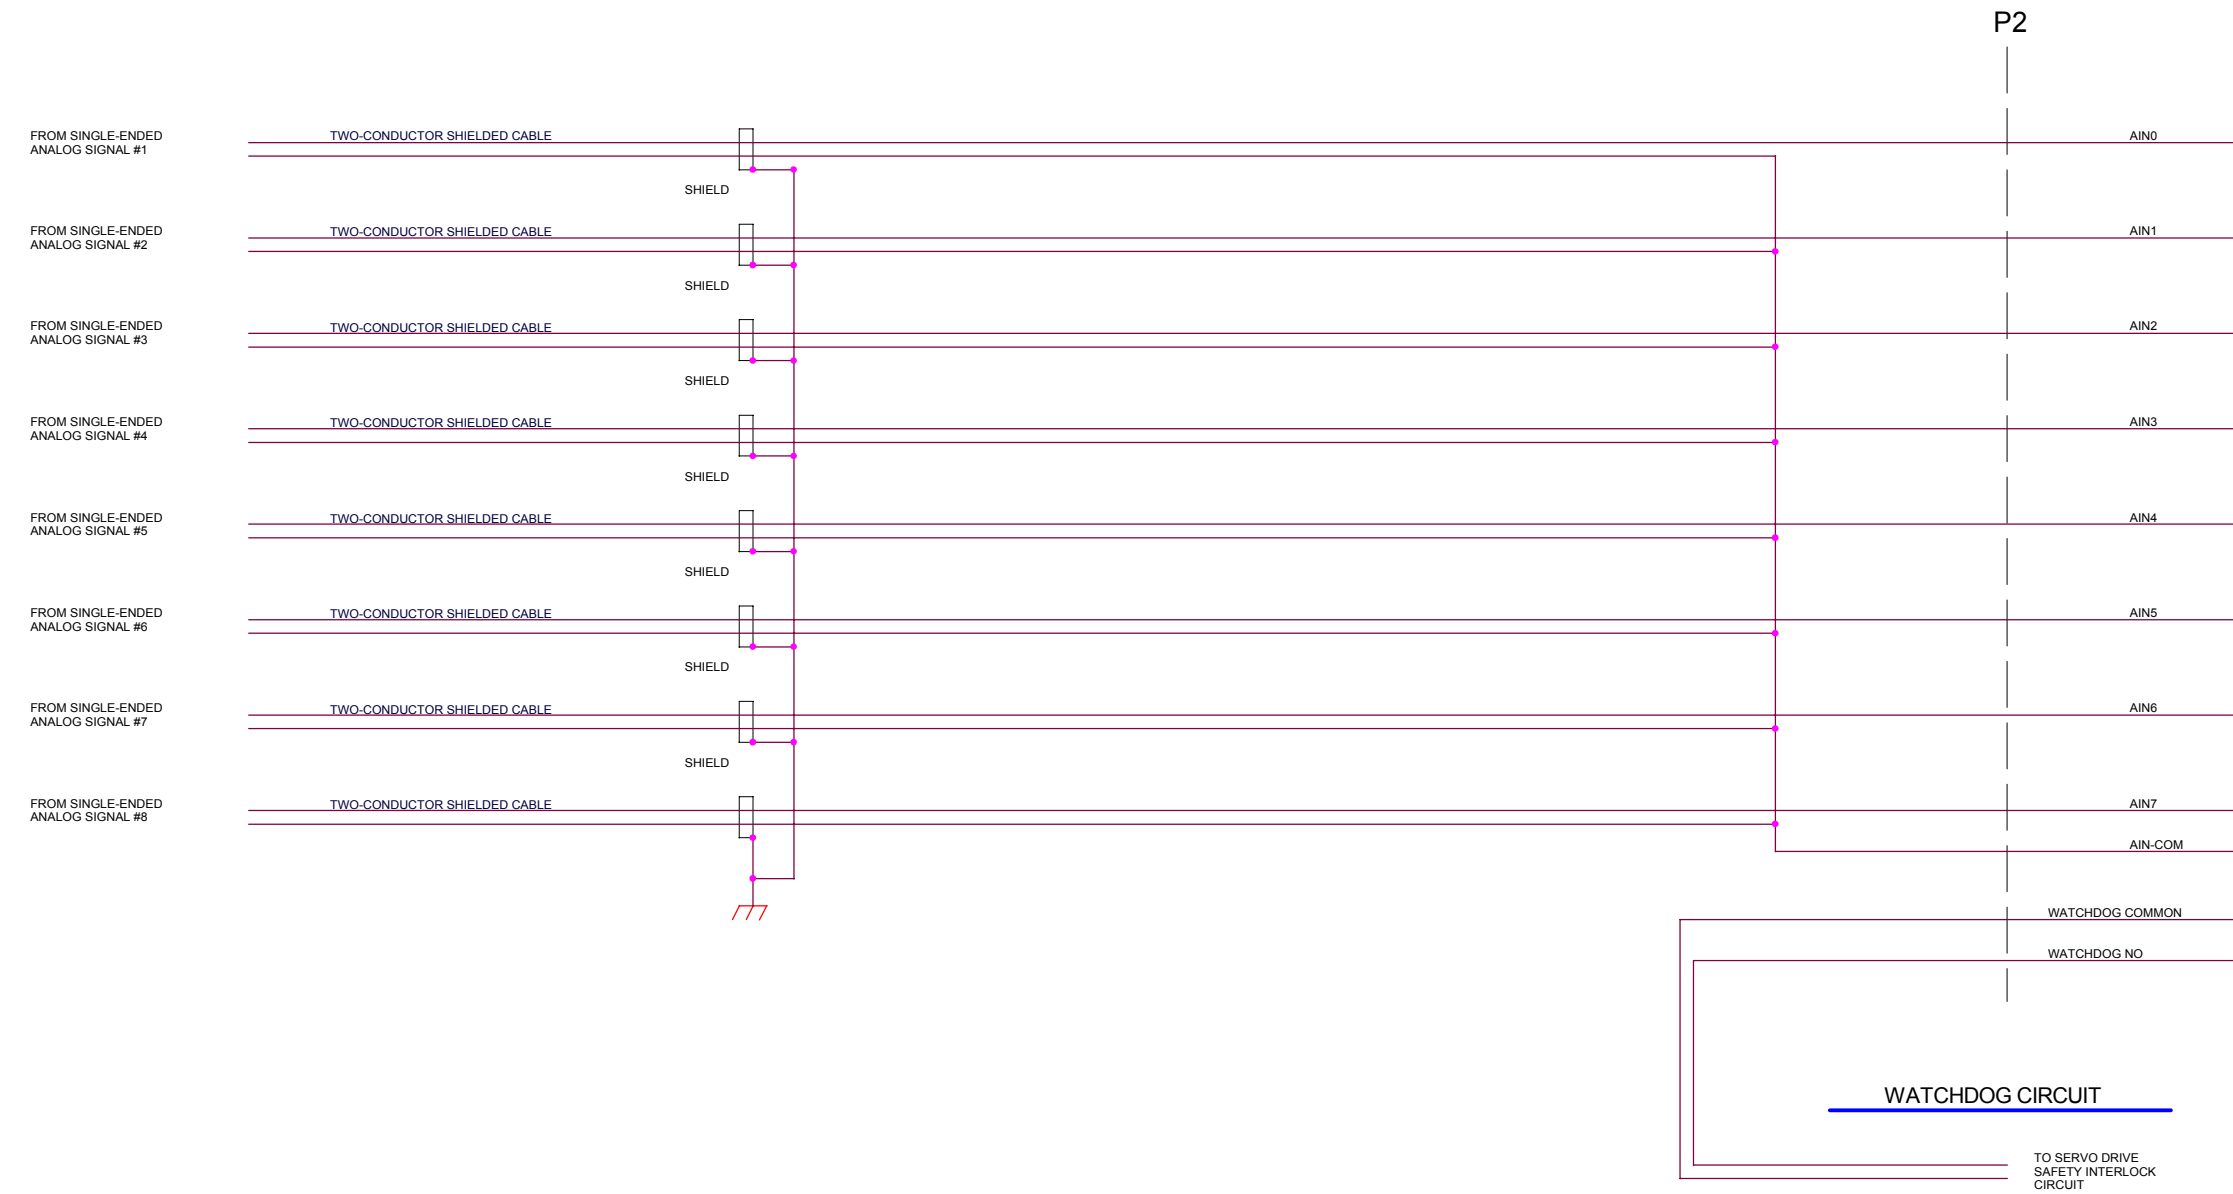 P2
FROM SINGLE-ENDED
ANALOG SIGNAL #1
TWO-CONDUCTOR SHIELDED CABLE
AIN0
SHIELD
FROM SINGLE-ENDED
ANALOG SIGNAL #2
TWO-CONDUCTOR SHIELDED CABLE
AIN1
SHIELD
FROM SINGLE-ENDED
ANALOG SIGNAL #3
TWO-CONDUCTOR SHIELDED CABLE
AIN2
SHIELD
FROM SINGLE-ENDED
ANALOG SIGNAL #4
TWO-CONDUCTOR SHIELDED CABLE
AIN3
SHIELD
FROM SINGLE-ENDED
ANALOG SIGNAL #5
TWO-CONDUCTOR SHIELDED CABLE
AIN4
SHIELD
FROM SINGLE-ENDED
ANALOG SIGNAL #6
TWO-CONDUCTOR SHIELDED CABLE
AIN5
SHIELD
FROM SINGLE-ENDED
ANALOG SIGNAL #7
TWO-CONDUCTOR SHIELDED CABLE
AIN6
SHIELD
FROM SINGLE-ENDED
ANALOG SIGNAL #8
TWO-CONDUCTOR SHIELDED CABLE
AIN7
AIN-COM
WATCHDOG COMMON
WATCHDOG NO
WATCHDOG CIRCUIT
TO SERVO DRIVE
SAFETY INTERLOCK
CIRCUIT